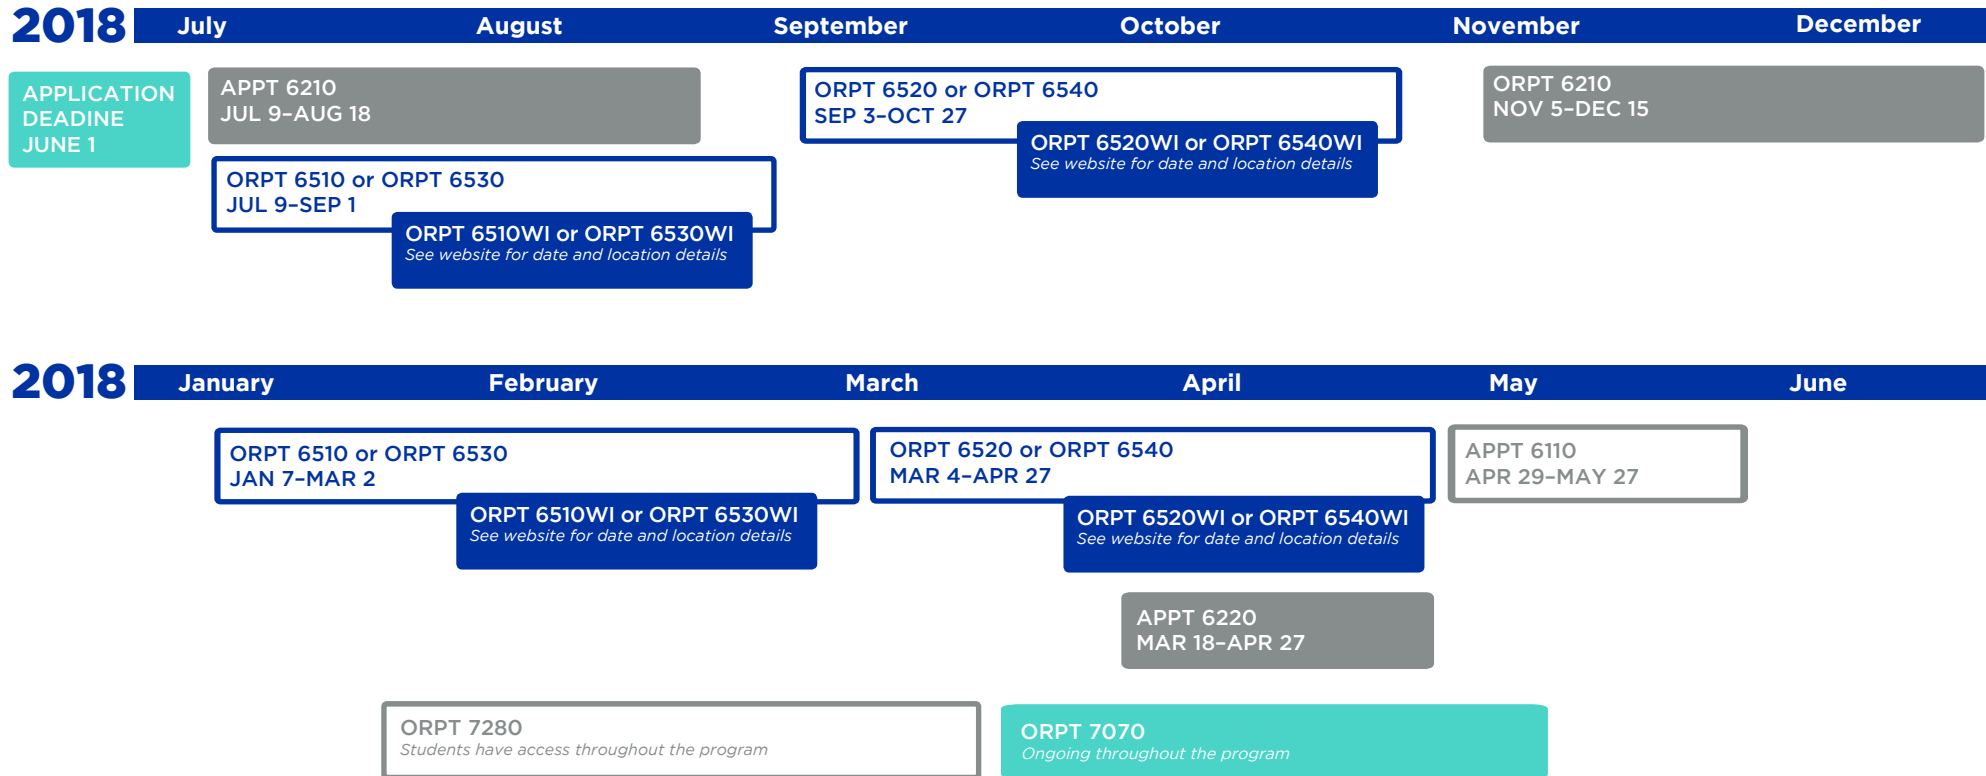 2018 July August September October November December
APPLICATION
DEADINE
JUNE 1
APPT 6210
JUL 9–AUG 18
ORPT 6510 or ORPT 6530
JUL 9–SEP 1
ORPT 6510WI or ORPT 6530WI
See website for date and location details
ORPT 6520 or ORPT 6540
SEP 3–OCT 27
ORPT 6520WI or ORPT 6540WI
See website for date and location details
ORPT 6210
NOV 5–DEC 15
2018 January February March April May June
ORPT 6510 or ORPT 6530
JAN 7–MAR 2
ORPT 6510WI or ORPT 6530WI
See website for date and location details
ORPT 6520 or ORPT 6540
MAR 4–APR 27
ORPT 6520WI or ORPT 6540WI
See website for date and location details
APPT 6110
APR 29–MAY 27
APPT 6220
MAR 18–APR 27
ORPT 7280
Students have access throughout the program
ORPT 7070
Ongoing throughout the program